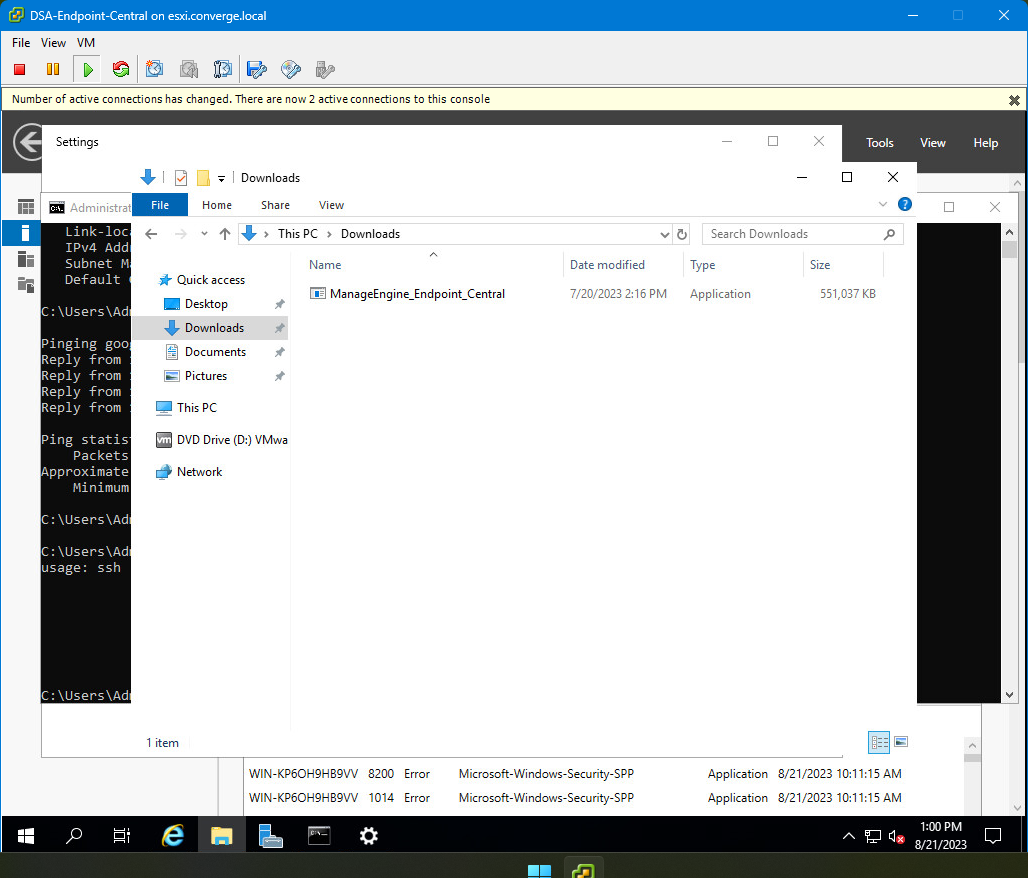 DSA-Endpoint-Central on esxi.converge.local
File View VM
Number of active connections has changed. There are now 2 active connections to this console
Settings
Tools View Help
Downloads
Administrat
File Home Share View
This PC > Downloads
Search Downloads
Name Date modified Type Size
ManageEngine_Endpoint_Central 7/20/2023 2:16 PM Application 551,037 KB
Quick access
Desktop
Downloads
Documents
Pictures
This PC
vm DVD Drive (D:) VMwa
Network
1 item
Link-loca
IPv4 Add
Subnet Ma
Default
C:\Users\Adm
Pinging goog
Reply from
Reply from
Reply from
Reply from
Ping statist
Packets
Approximate
Minimum
C:\Users\Adm
C:\Users\Adm
usage: ssh
C:\Users\Adm
WIN-KP6OH9HB9VV 8200 Error Microsoft-Windows-Security-SPP Application 8/21/2023 10:11:15 AM
WIN-KP6OH9HB9VV 1014 Error Microsoft-Windows-Security-SPP Application 8/21/2023 10:11:15 AM
1:00 PM
8/21/2023